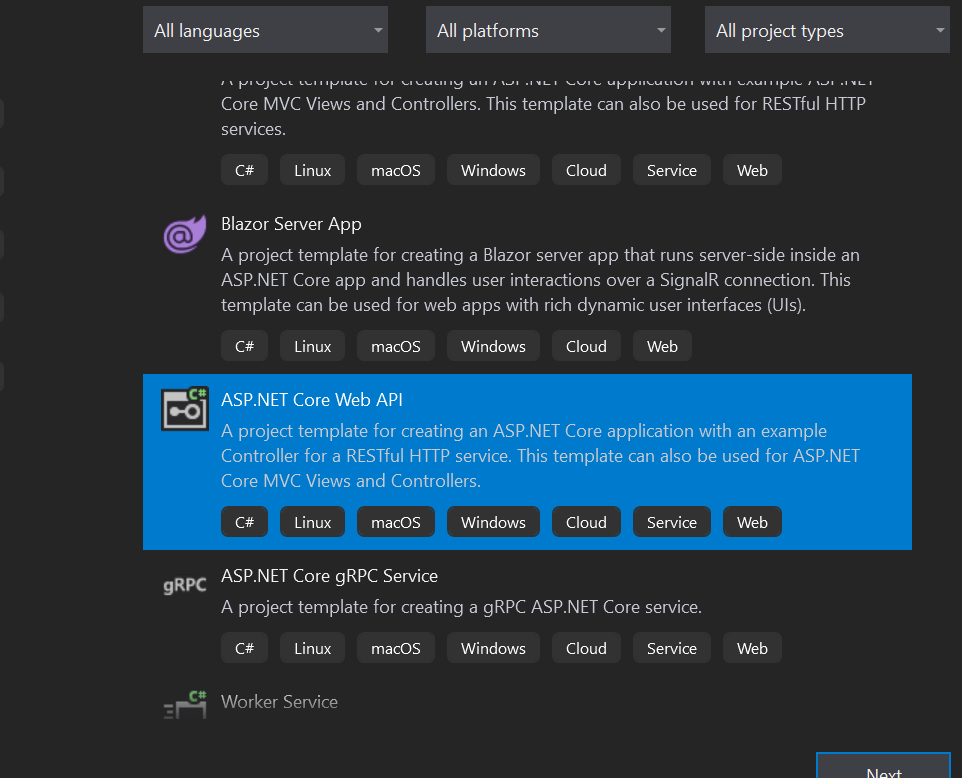 All languages All platforms All project types
A project template for creating an ASP.NET Core application with example ASP.NET
Core MVC Views and Controllers. This template can also be used for RESTful HTTP
services.
C# Linux macOS Windows Cloud Service Web
Blazor Server App
A project template for creating a Blazor server app that runs server-side inside an
ASP.NET Core app and handles user interactions over a SignalR connection. This
template can be used for web apps with rich dynamic user interfaces (UIs).
C# Linux macOS Windows Cloud Web
C#
ASP.NET Core Web API
A project template for creating an ASP.NET Core application with an example
Controller for a RESTful HTTP service. This template can also be used for ASP.NET
Core MVC Views and Controllers.
C# Linux macOS Windows Cloud Service Web
gRPC
ASP.NET Core gRPC Service
A project template for creating a gRPC ASP.NET Core service.
C# Linux macOS Windows Cloud Service Web
C#
Worker Service
Next